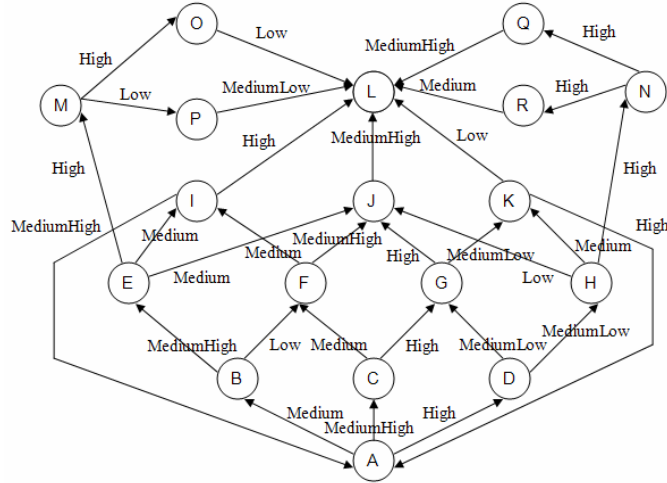 O
Q
Low
MediumHigh
High
High
M
Low
MediumLow
L
Medium
High
N
P
R
High
High
MediumHigh
Low
High
I
J
K
MediumHigh
High
Medium
MediumHigh
High
MediumLow
Medium
Medium
Medium
Low
E
F
G
H
MediumHigh
Low
Medium
High
MediumLow
MediumLow
B
C
D
Medium
High
MediumHigh
A